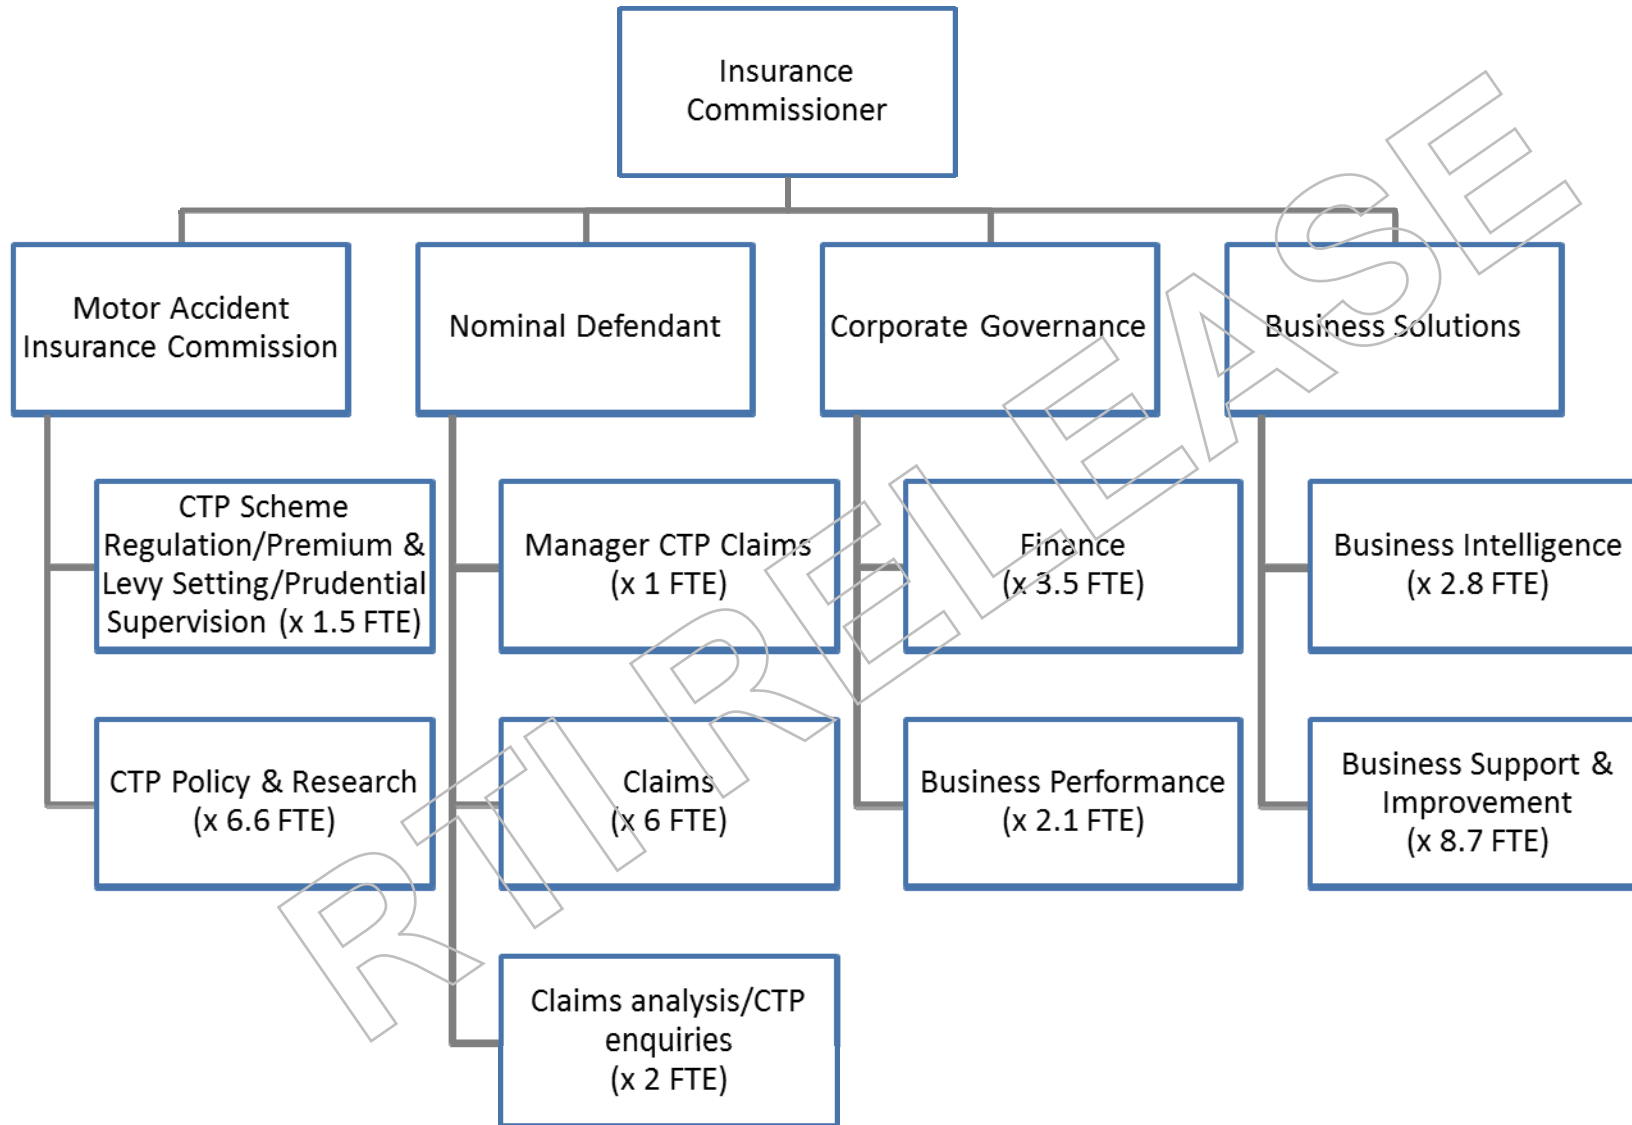 Insurance
Commissioner
Motor Accident
Insurance Commission
Nominal Defendant
Corporate Governance
Business Solutions
CTP Scheme
Regulation/Premium &
Levy Setting/Prudential
Supervision (x 1.5 FTE)
Manager CTP Claims
(x 1 FTE)
Finance
(x 3.5 FTE)
Business Intelligence
(x 2.8 FTE)
CTP Policy & Research
(x 6.6 FTE)
Claims
(x 6 FTE)
Business Performance
(x 2.1 FTE)
Business Support &
Improvement
(x 8.7 FTE)
Claims analysis/CTP
enquiries
(x 2 FTE)
RTI RELEASE